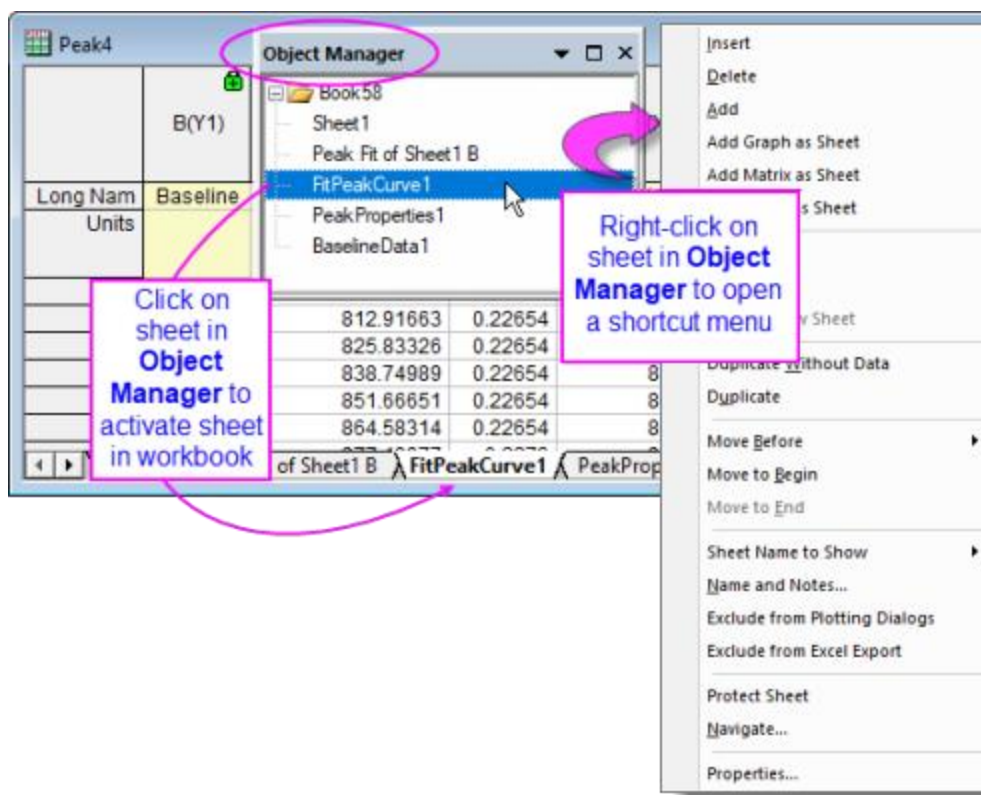 Peak4
Object Manager
B(Y1)
Book58
Sheet1
Peak Fit of Sheet1 B
FitPeakCurve1
PeakProperties1
BaselineData1
Long Nam Baseline
Units
Click on
sheet in
Object
Manager to
activate sheet
in workbook
Right-click on
sheet in Object
Manager to open
a shortcut menu
812.91663 0.22654
825.83326 0.22654
838.74989 0.22654 8
851.66651 0.22654 8
864.58314 0.22654 8
of Sheet1 B FitPeakCurve1 PeakProp
Insert
Delete
Add
Add Graph as Sheet
Add Matrix as Sheet
s Sheet
Sheet
Duplicate Without Data
Duplicate
Move Before
Move to Begin
Move to End
Sheet Name to Show
Name and Notes...
Exclude from Plotting Dialogs
Exclude from Excel Export
Protect Sheet
Navigate...
Properties...